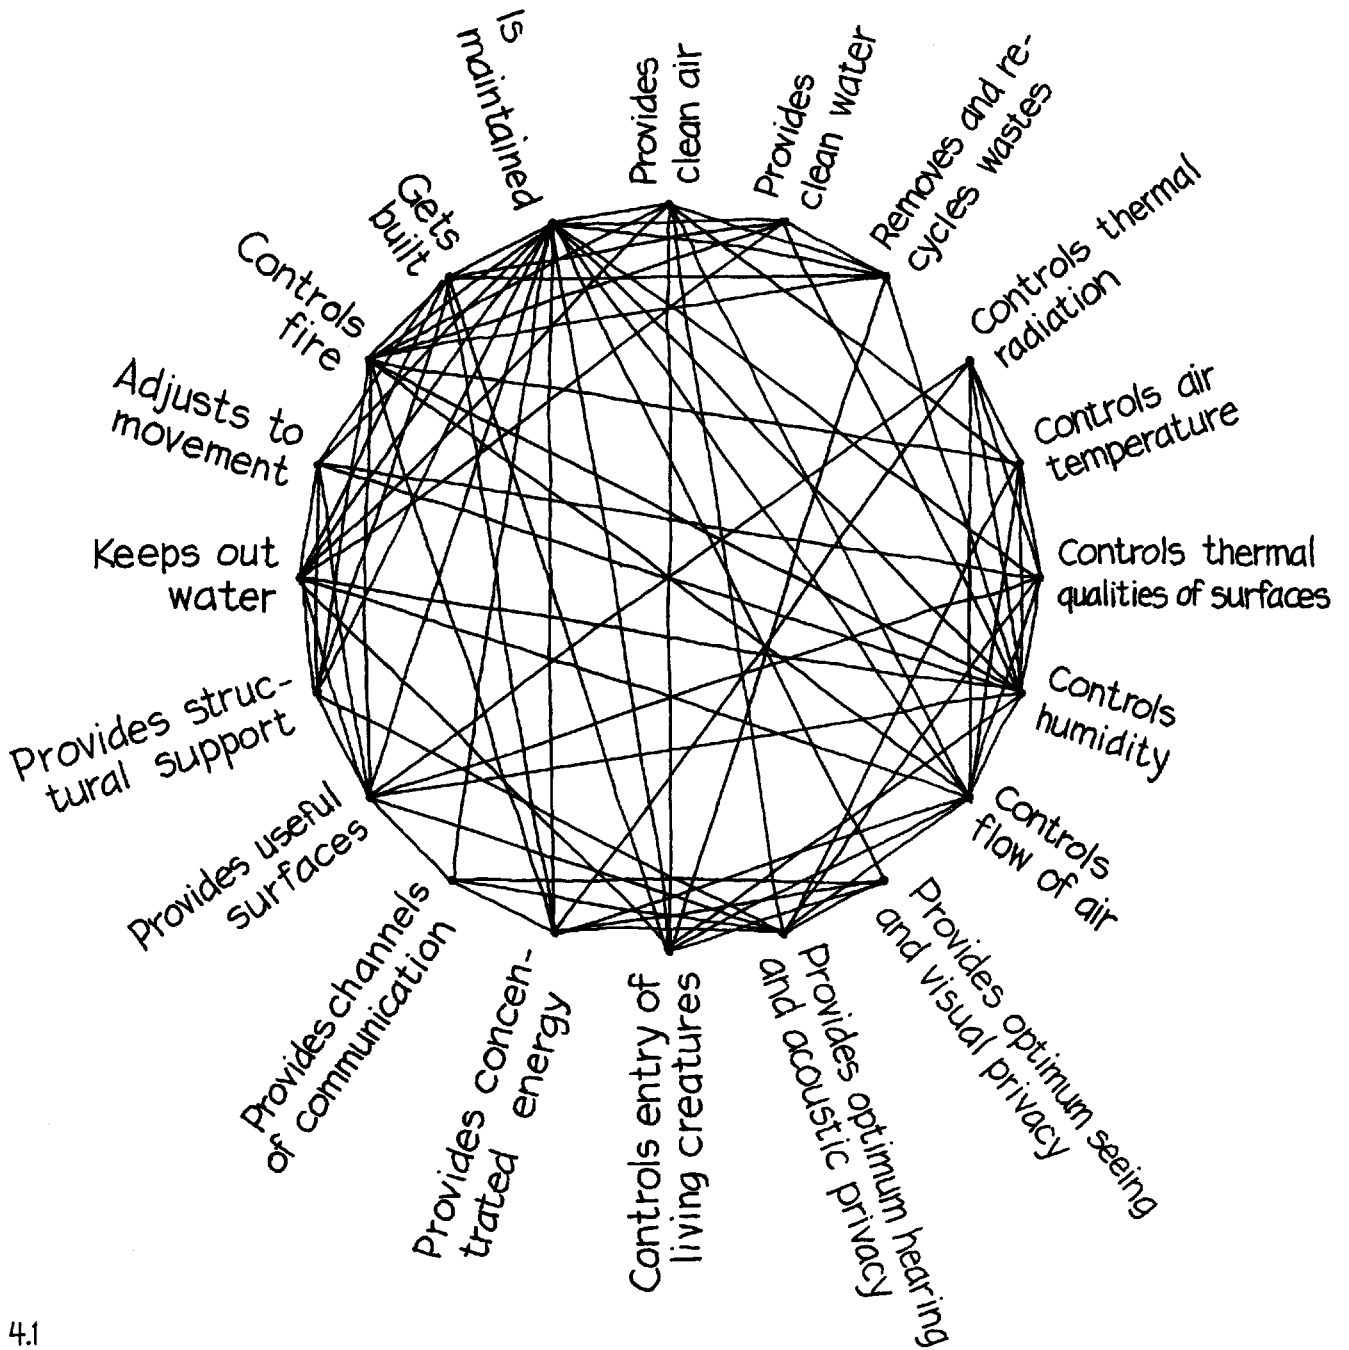 Is
maintained
Provides
clean air
Provides
clean water
Removes and re-
cycles wastes
Controls thermal
radiation
Controls air
temperature
Controls thermal
qualities of surfaces
Controls
humidity
Controls
flow of air
Provides optimum seeing
and visual privacy
Provides optimum hearing
and acoustic privacy
Controls entry of
living creatures
Provides concen-
trated energy
Provides channels
of communication
Provides useful
surfaces
Provides struc-
tural support
Keeps out
water
Adjusts to
movement
Controls
fire
Gets
built
4.1